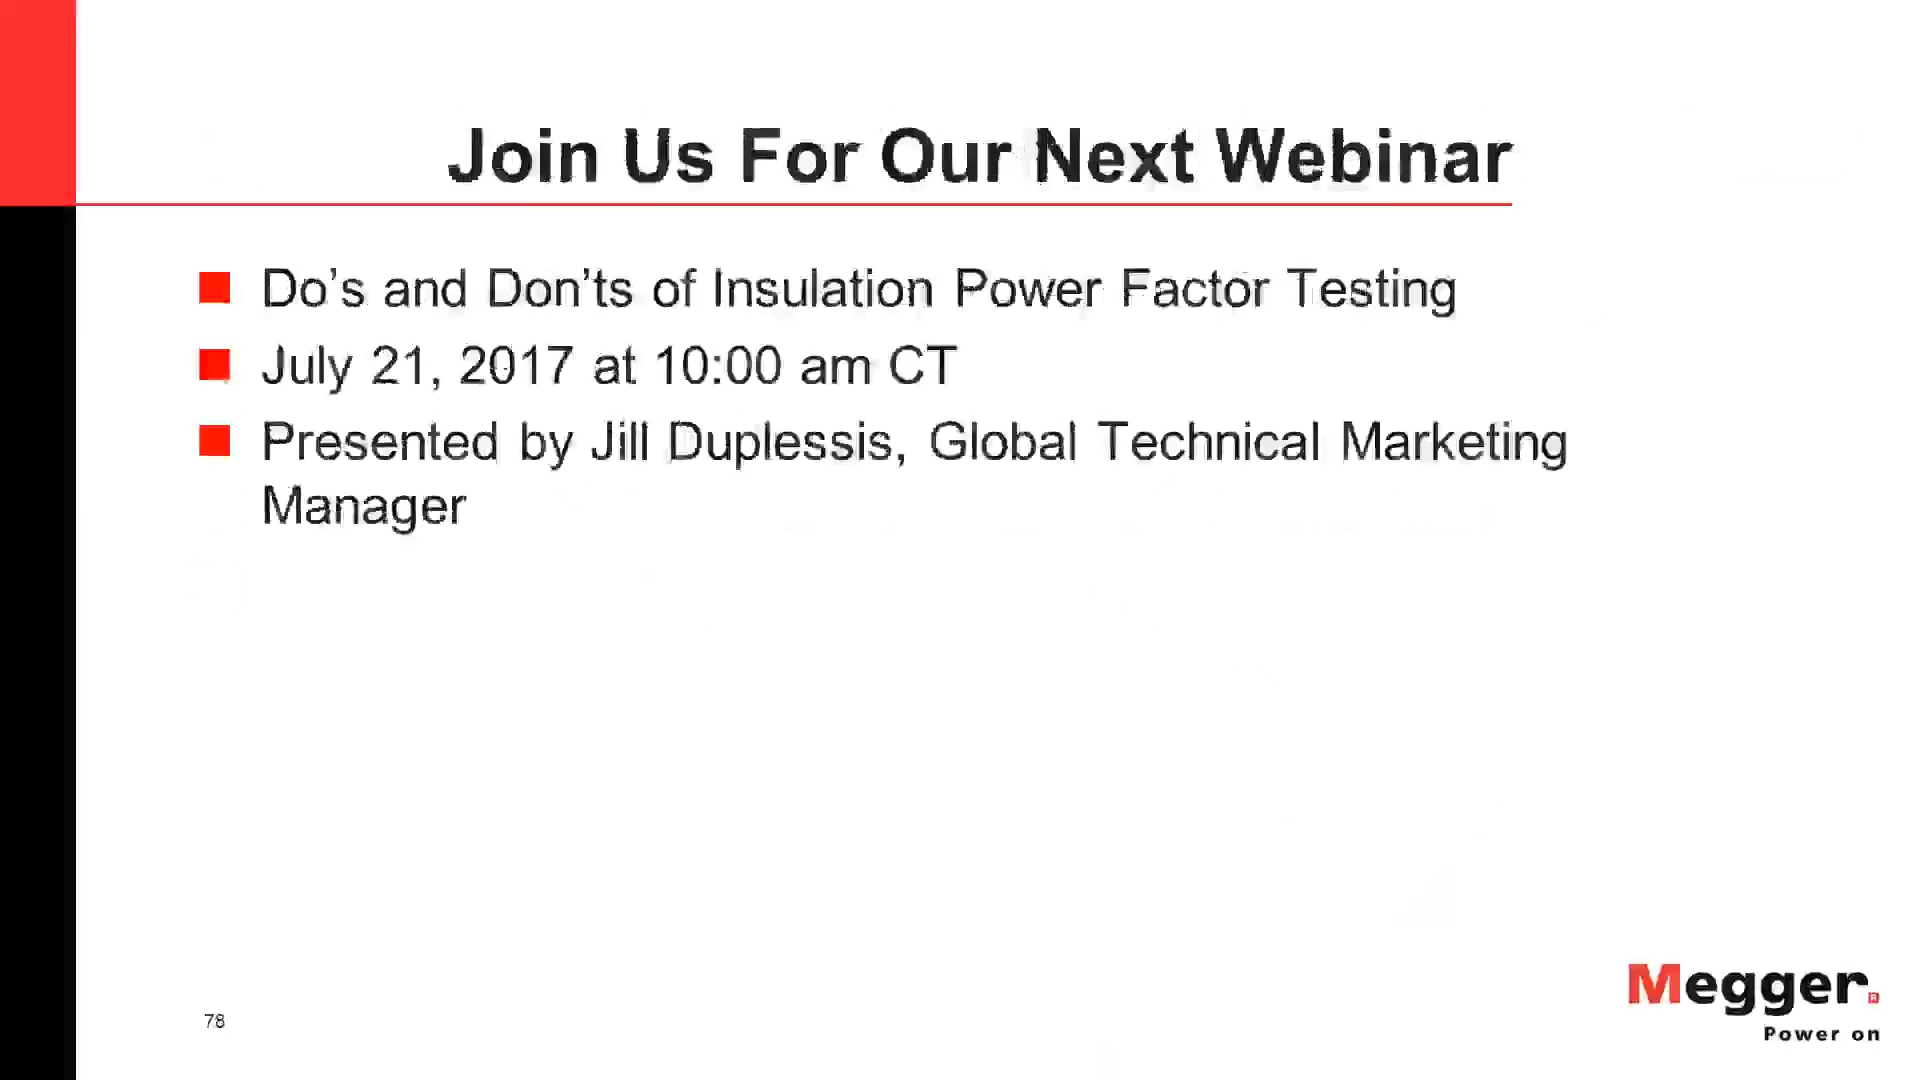 Join Us For Our Next Webinar
Do’s and Don’ts of Insulation Power Factor Testing
July 21, 2017 at 10:00 am CT
Presented by Jill Duplessis, Global Technical Marketing
Manager
78
Megger®
Power on